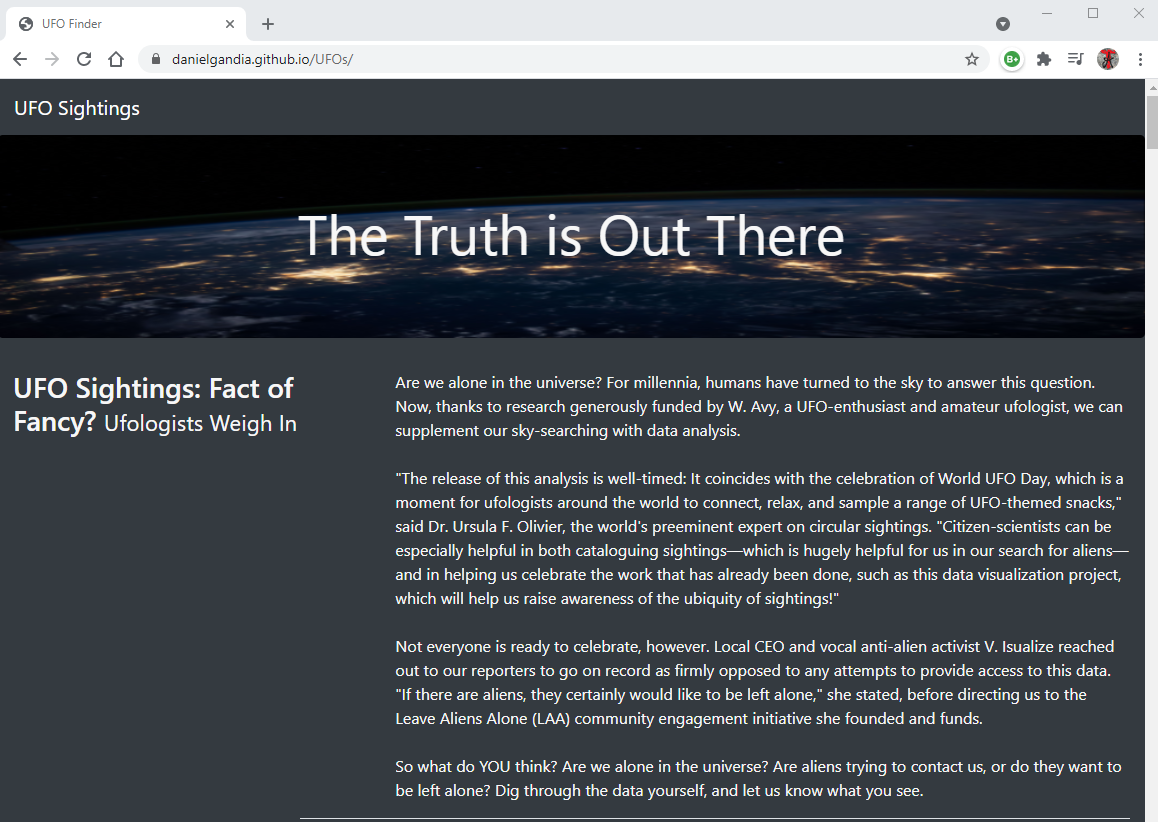 UFO Finder
danielgandia.github.io/UFOs/
B+
UFO Sightings
The Truth is Out There
UFO Sightings: Fact of
Fancy? Ufologists Weigh In
Are we alone in the universe? For millennia, humans have turned to the sky to answer this question.
Now, thanks to research generously funded by W. Avy, a UFO-enthusiast and amateur ufologist, we can
supplement our sky-searching with data analysis.
"The release of this analysis is well-timed: It coincides with the celebration of World UFO Day, which is a
moment for ufologists around the world to connect, relax, and sample a range of UFO-themed snacks,"
said Dr. Ursula F. Olivier, the world's preeminent expert on circular sightings. "Citizen-scientists can be
especially helpful in both cataloguing sightings—which is hugely helpful for us in our search for aliens—
and in helping us celebrate the work that has already been done, such as this data visualization project,
which will help us raise awareness of the ubiquity of sightings!"
Not everyone is ready to celebrate, however. Local CEO and vocal anti-alien activist V. Isualize reached
out to our reporters to go on record as firmly opposed to any attempts to provide access to this data.
"If there are aliens, they certainly would like to be left alone," she stated, before directing us to the
Leave Aliens Alone (LAA) community engagement initiative she founded and funds.
So what do YOU think? Are we alone in the universe? Are aliens trying to contact us, or do they want to
be left alone? Dig through the data yourself, and let us know what you see.